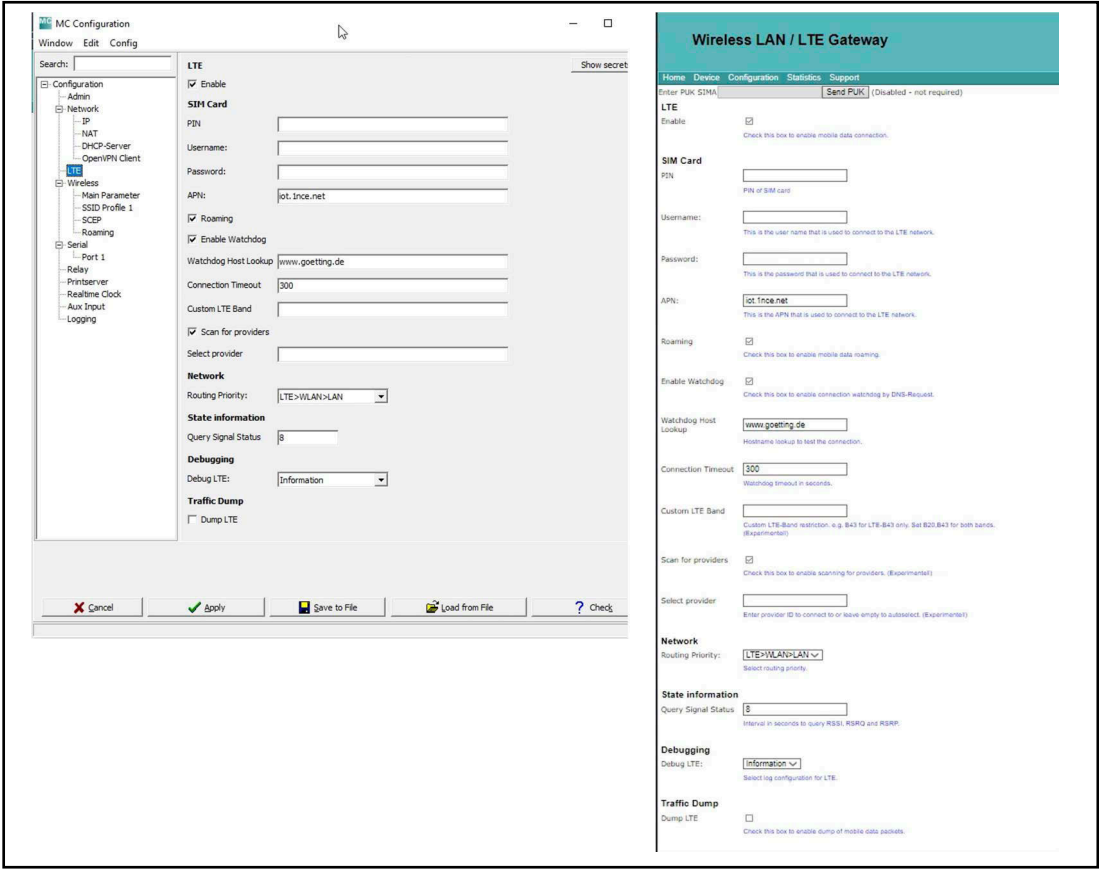 MC Configuration
Window Edit Config
Search:
Configuration
Admin
Network
IP
NAT
DHCP-Server
OpenVPN Client
LTE
Wireless
Main Parameter
SSID Profile 1
SCEP
Roaming
Serial
Port 1
Relay
Printserver
Realtime Clock
Aux Input
Logging
LTE
Show secrets
Enable
SIM Card
PIN
Username:
Password:
APN: iot.1nce.net
Roaming
Enable Watchdog
Watchdog Host Lookup www.goetting.de
Connection Timeout 300
Custom LTE Band
Scan for providers
Select provider
Network
Routing Priority: LTE>WLAN>LAN
State information
Query Signal Status 8
Debugging
Debug LTE: Information
Traffic Dump
Dump LTE
Cancel Apply Save to File Load from File Check
Wireless LAN / LTE Gateway
Home Device Configuration Statistics Support
Enter PUK SIMA Send PUK (Disabled - not required)
LTE
Enable
Check this box to enable mobile data connection.
SIM Card
PIN
PIN of SIM card
Username:
This is the user name that is used to connect to the LTE network.
Password:
This is the password that is used to connect to the LTE network.
APN: iot.1nce.net
This is the APN that is used to connect to the LTE network.
Roaming
Check this box to enable mobile data roaming.
Enable Watchdog
Check this box to enable connection watchdog by DNS-Request.
Watchdog Host
Lookup
www.goetting.de
Hostname lookup to test the connection.
Connection Timeout 300
Watchdog timeout in seconds.
Custom LTE Band
Custom LTE-Band restriction. e.g. B43 for LTE-B43 only. Set B20,B43 for both bands.
(Experimentell)
Scan for providers
Check this box to enable scanning for providers. (Experimentell)
Select provider
Enter provider ID to connect to or leave empty to autoselect. (Experimentell)
Network
Routing Priority: LTE>WLAN>LAN
Select routing priority.
State information
Query Signal Status 8
Interval in seconds to query RSSI, RSRQ and RSRP.
Debugging
Debug LTE: Information
Select log configuration for LTE.
Traffic Dump
Dump LTE
Check this box to enable dump of mobile data packets.